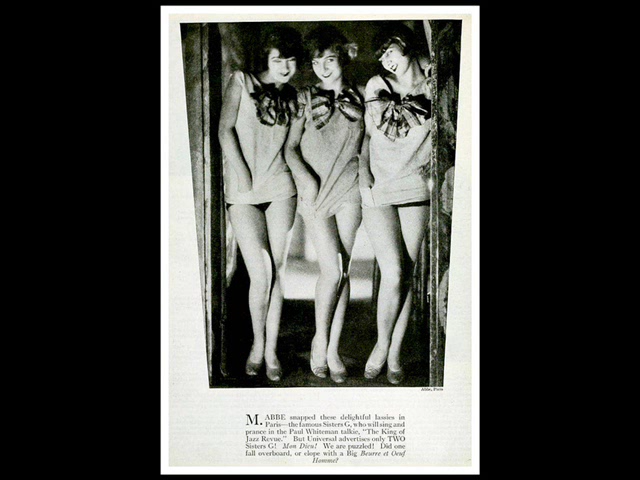 Abbe, Paris
M. ABBE snapped these delightful lassies in
Paris—the famous Sisters G, who will sing and
prance in the Paul Whiteman talkie, "The King of
Jazz Revue." But Universal advertises only TWO
Sisters G! Mon Dieu! We are puzzled! Did one
fall overboard, or elope with a Big Beurre et Oeuf
Homme?